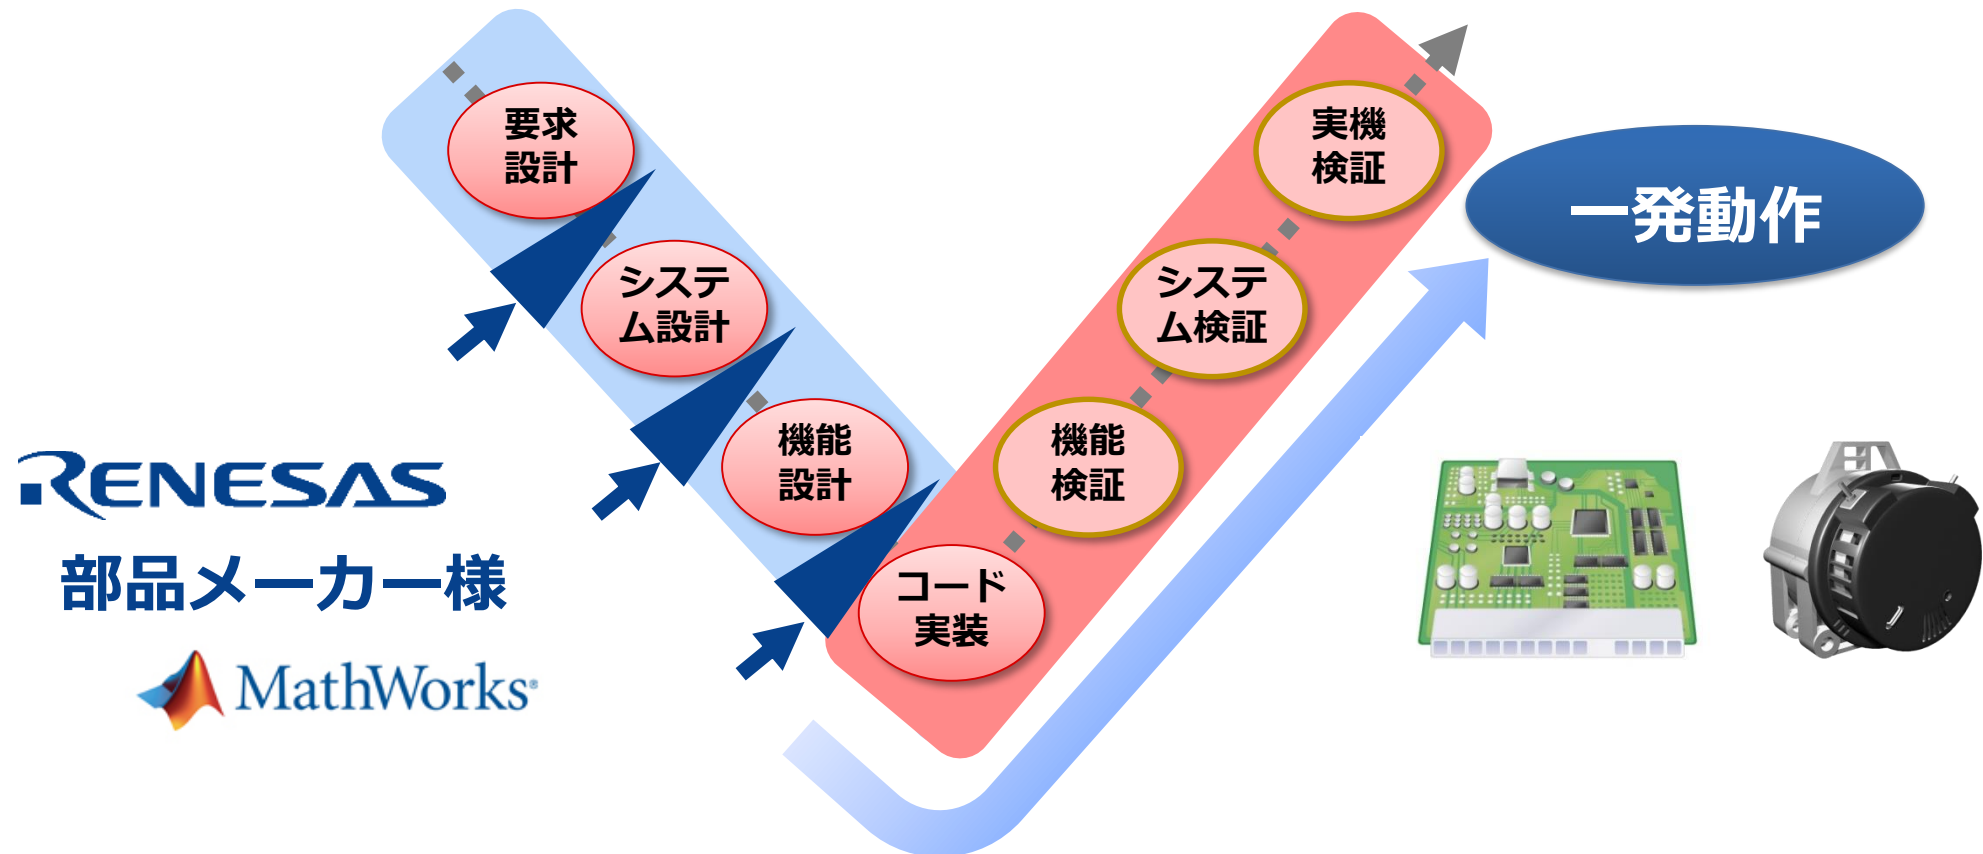 要求
設計
システ
ム設計
機能
設計
コード
実装
機能
検証
システ
ム検証
実機
検証
一発動作
RENESAS
部品メーカー様
MathWorks®